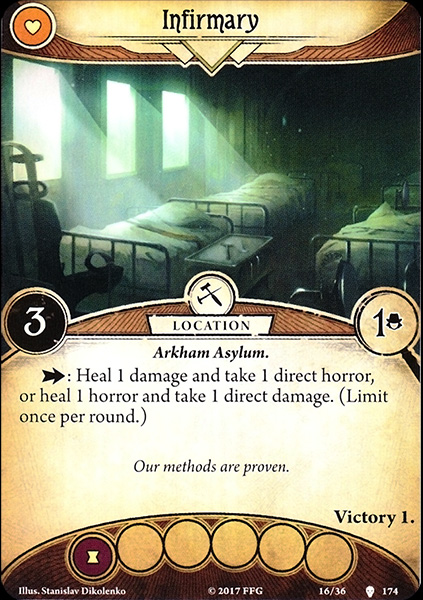 Infirmary
3
LOCATION
1
Arkham Asylum.
: Heal 1 damage and take 1 direct horror,
or heal 1 horror and take 1 direct damage. (Limit
once per round.)
Our methods are proven.
Victory 1.
Illus. Stanislav Dikolenko © 2017 FFG 16/36 174